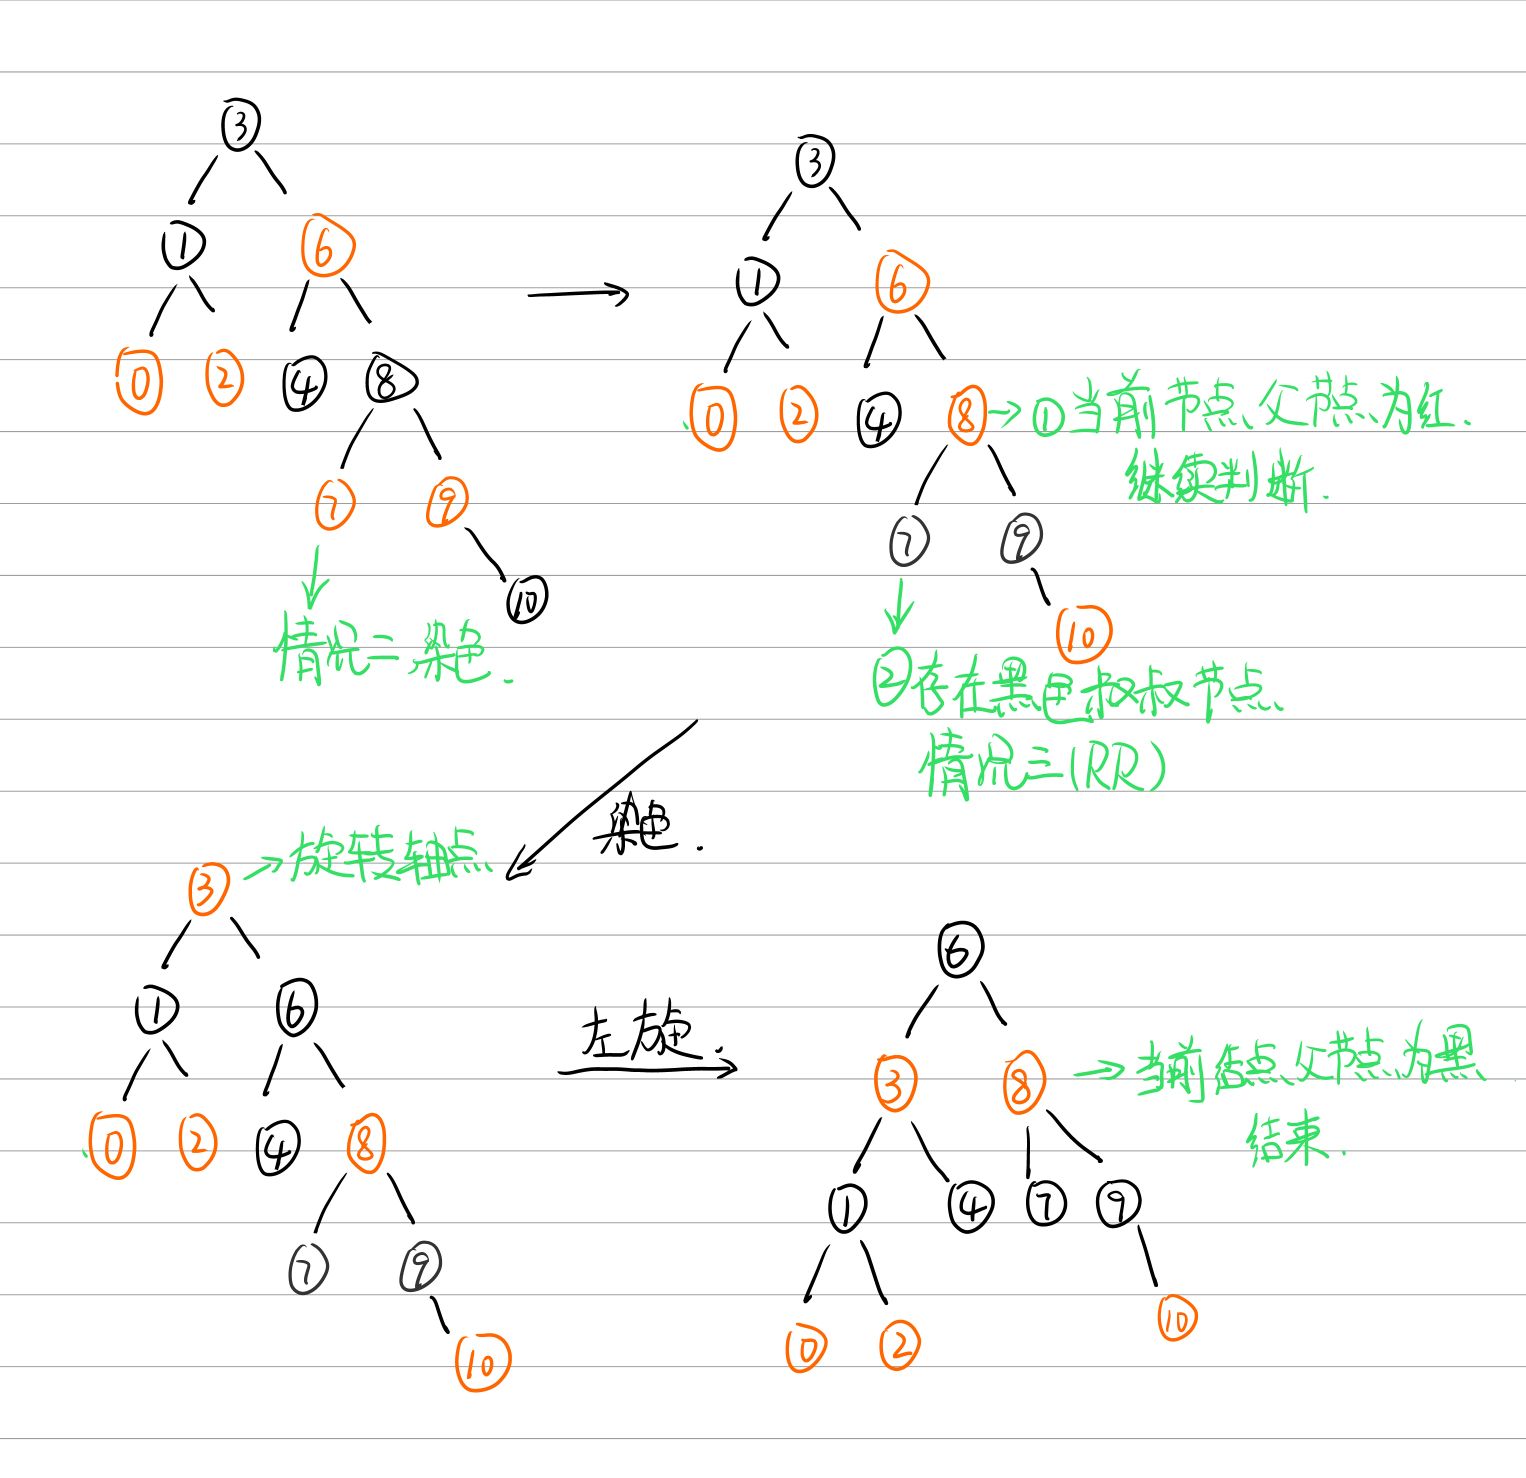 3
1 6
0 2 4 8
7 9
10
情况二染色.
3
1 6
0 2 4 8 → ①当前节点、父节点为红.
继续判断.
7 9
10
②存在黑色叔叔节点
情况三(RR)
染色.
3 → 旋转轴点
1 6
0 2 4 8
7 9
10
左旋.
6
3 8 → 当前结点父节点为黑
结束.
1 4 7 9
0 2 10